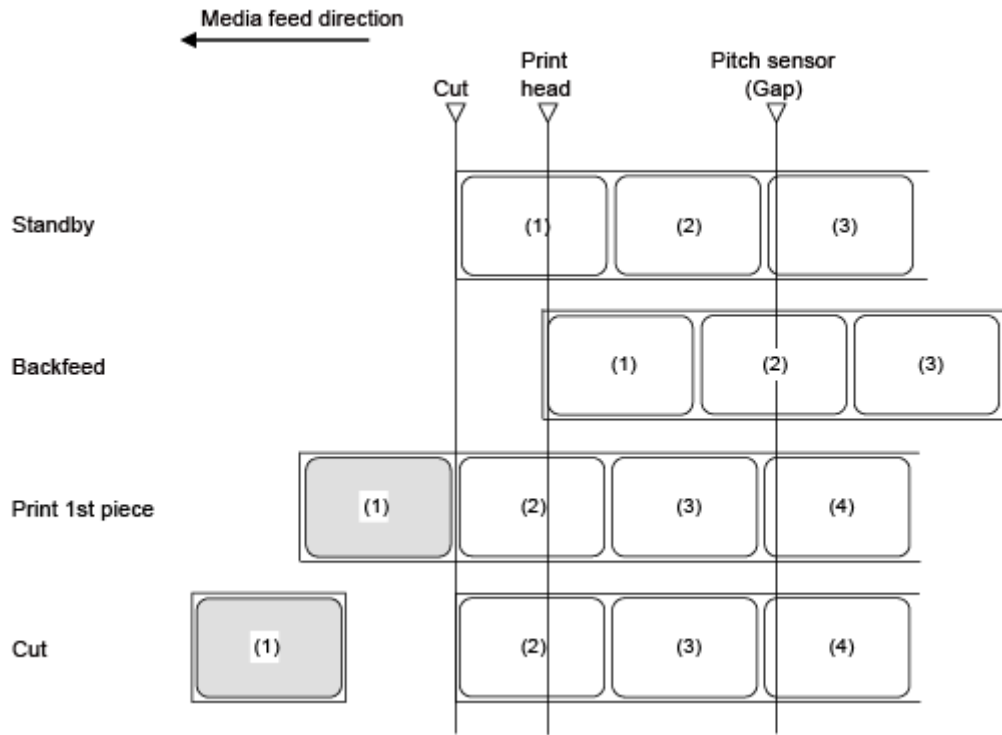 Media feed direction
Cut
Print
head
Pitch sensor
(Gap)
Standby
(1)
(2)
(3)
Backfeed
(1)
(2)
(3)
Print 1st piece
(1)
(2)
(3)
(4)
Cut
(1)
(2)
(3)
(4)